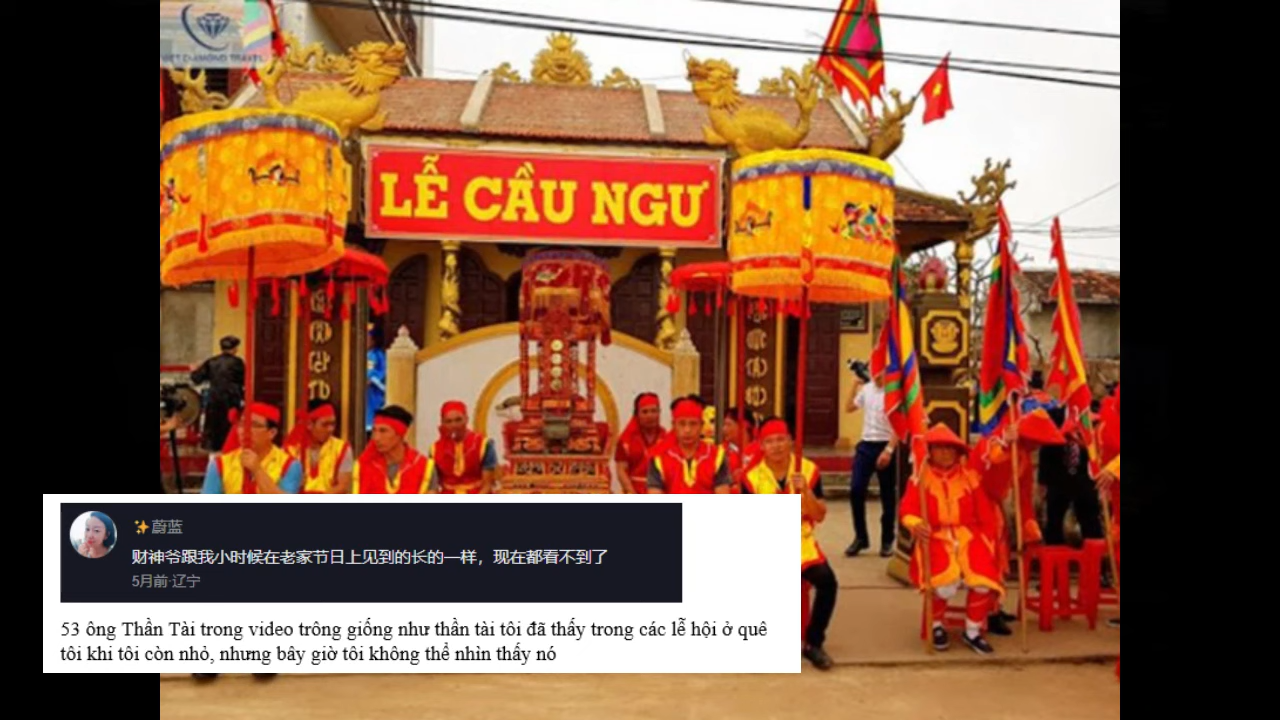 VIET DIAMOND TRAVEL
LỄ CẦU NGƯ
✨蔚蓝
财神爷跟我小时候在老家节日上见到的长的一样，现在都看不到了
5月前·辽宁
53 ông Thần Tài trong video trông giống như thần tài tôi đã thấy trong các lễ hội ở quê
tôi khi tôi còn nhỏ, nhưng bây giờ tôi không thể nhìn thấy nó